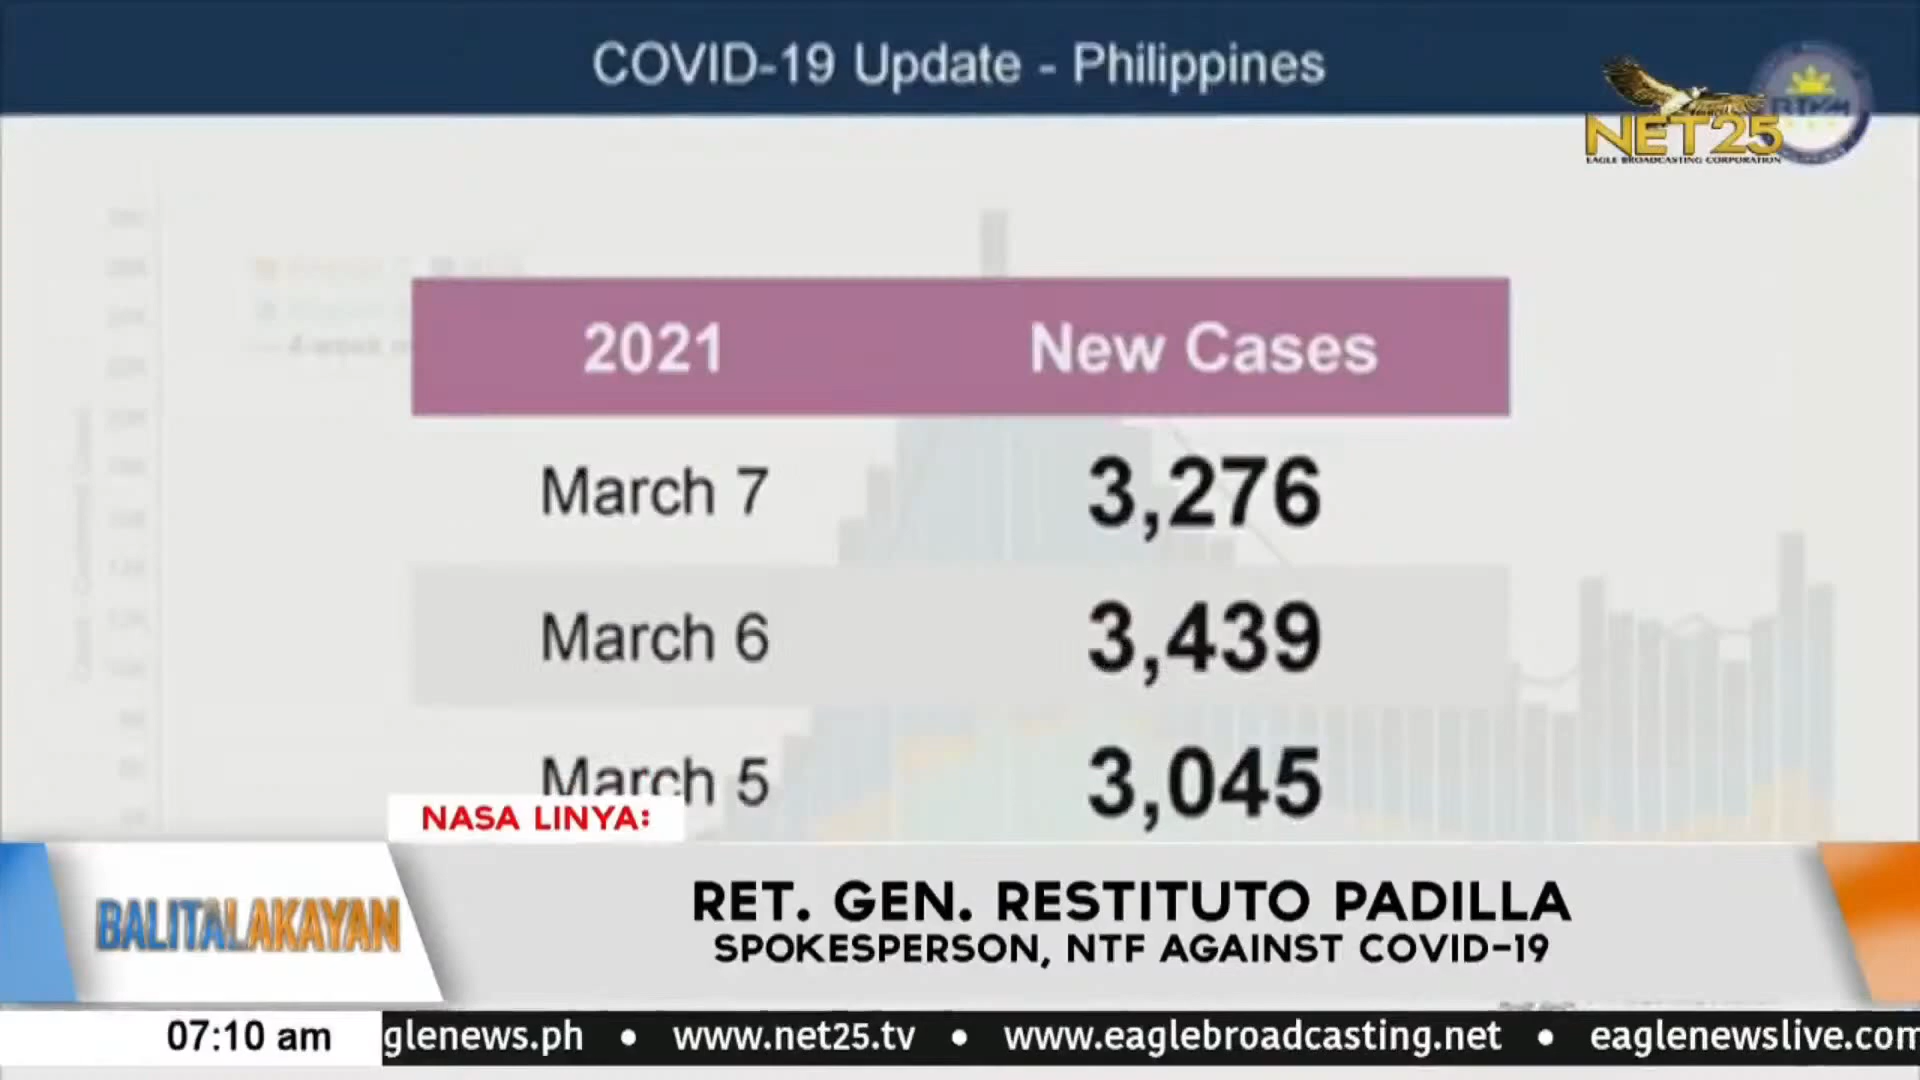 COVID-19 Update - Philippines
NET25
EAGLE BROADCASTING CORPORATION
2021 New Cases
March 7 3,276
March 6 3,439
March 5 3,045
NASA LINYA:
BALITALAKAYAN
RET. GEN. RESTITUTO PADILLA
SPOKESPERSON, NTF AGAINST COVID-19
07:10 am glenews.ph • www.net25.tv • www.eaglebroadcasting.net • eaglenewslive.com